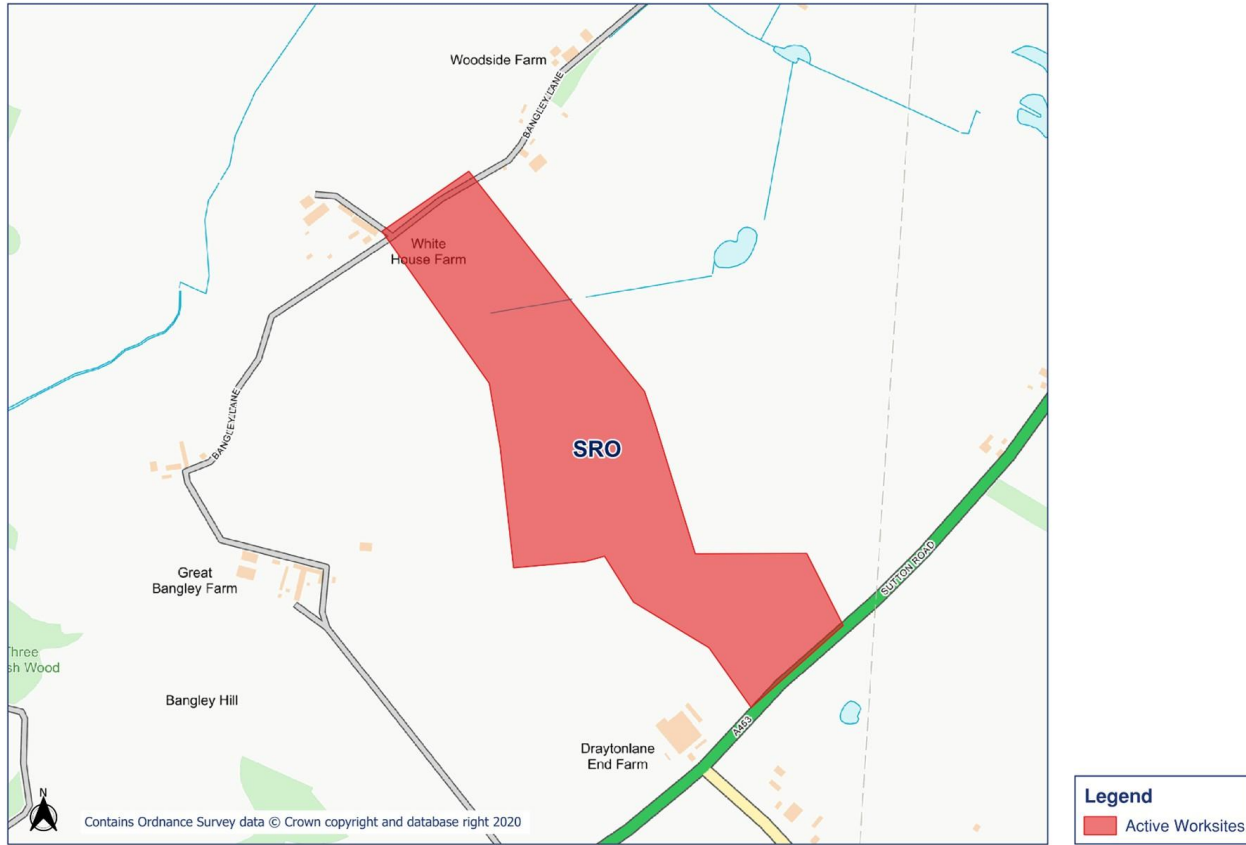 Woodside Farm
BANGLEY LANE
White
House Farm
BANGLEY LANE
SRO
SUTTON ROAD
Great
Bangley Farm
Three
sh Wood
Bangley Hill
A453
Draytonlane
End Farm
N
Contains Ordnance Survey data © Crown copyright and database right 2020
Legend
Active Worksites